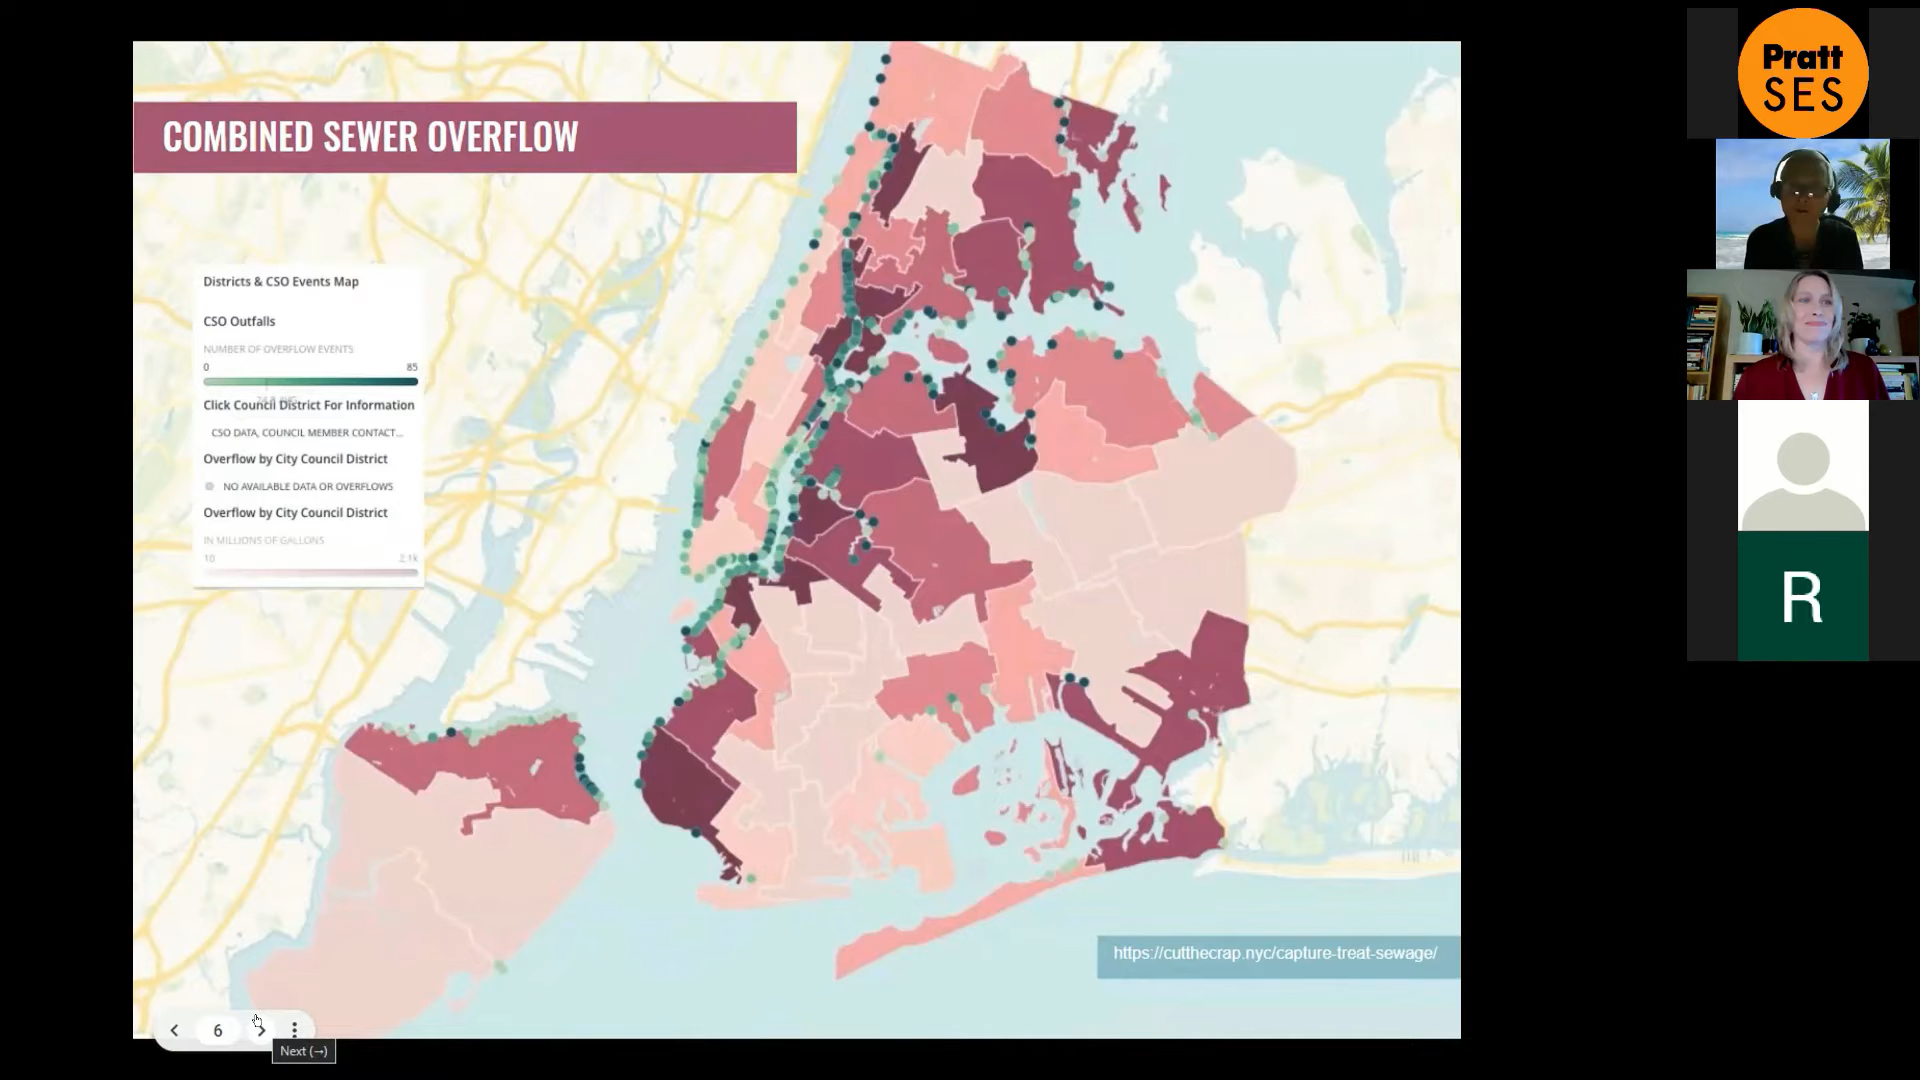 COMBINED SEWER OVERFLOW
Districts & CSO Events Map
CSO Outfalls
NUMBER OF OVERFLOW EVENTS
0 85
Click Council District For Information
CSO DATA, COUNCIL MEMBER CONTACT...
Overflow by City Council District
NO AVAILABLE DATA OR OVERFLOWS
Overflow by City Council District
IN MILLIONS OF GALLONS
10 2.1k
https://cutthecrap.nyc/capture-treat-sewage/
6
Next (→)
Pratt
SES
R